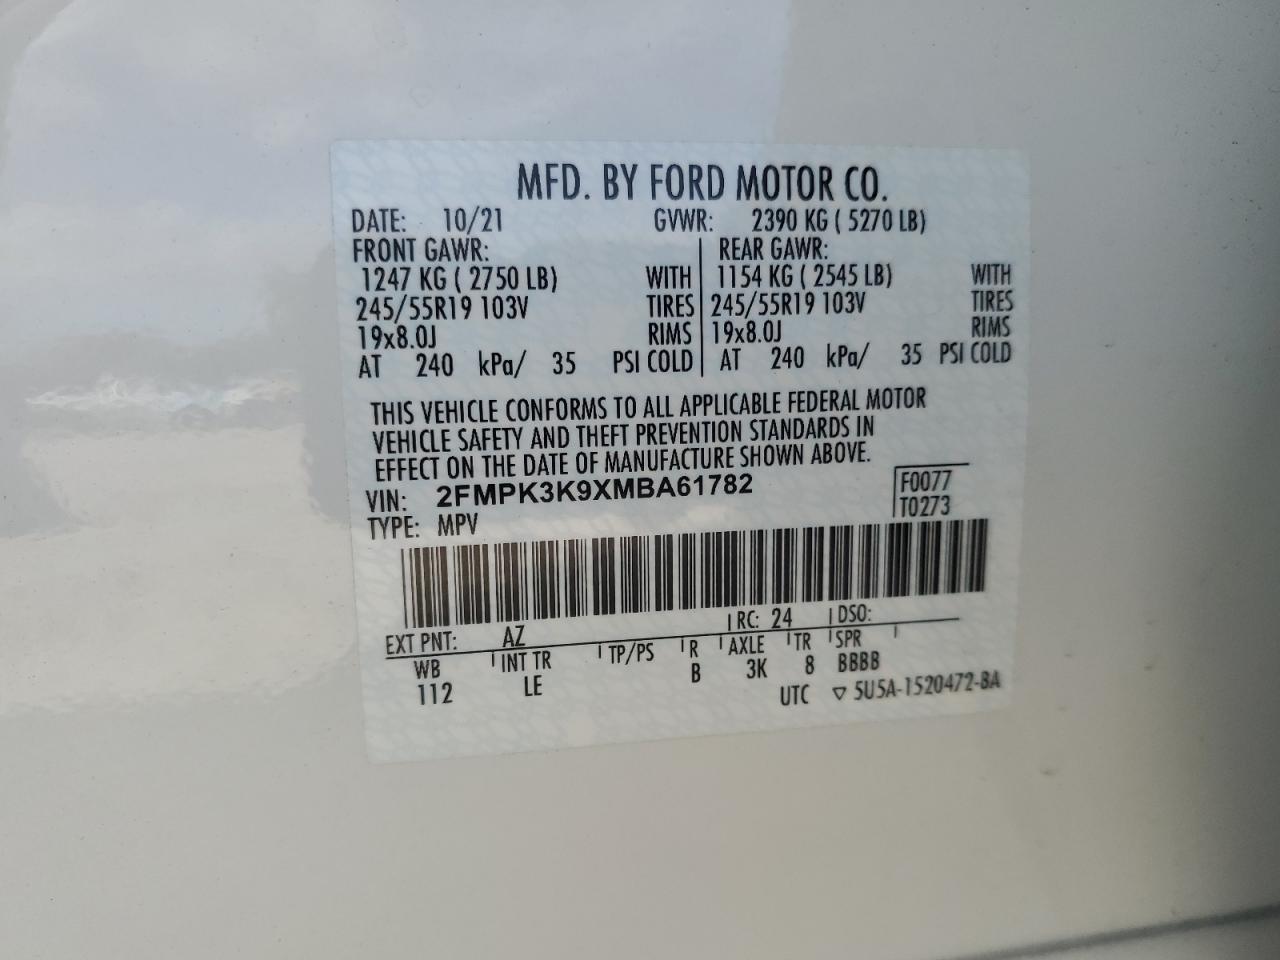 MFD. BY FORD MOTOR CO.
DATE: 10/21 GVWR: 2390 KG ( 5270 LB)
FRONT GAWR: REAR GAWR:
1247 KG ( 2750 LB) WITH 1154 KG ( 2545 LB) WITH
245/55R19 103V TIRES 245/55R19 103V TIRES
19x8.0J RIMS 19x8.0J RIMS
AT 240 kPa/ 35 PSI COLD AT 240 kPa/ 35 PSI COLD
THIS VEHICLE CONFORMS TO ALL APPLICABLE FEDERAL MOTOR
VEHICLE SAFETY AND THEFT PREVENTION STANDARDS IN
EFFECT ON THE DATE OF MANUFACTURE SHOWN ABOVE.
VIN: 2FMPK3K9XMBA61782 F0077
TYPE: MPV T0273
EXT PNT: AZ RC: 24 DSO:
WB INT TR TP/PS R AXLE TR SPR
112 LE B 3K 8 BBBB
UTC ▽ 5U5A-1520472-BA